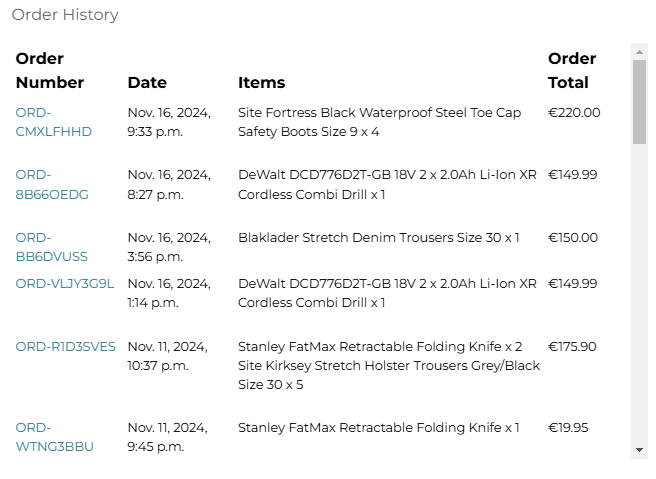 Order History
Order Number Date Items Order Total
ORD- Nov. 16, 2024, Site Fortress Black Waterproof Steel Toe Cap €220.00
CMXLFHHD 9:33 p.m. Safety Boots Size 9 x 4
ORD- Nov. 16, 2024, DeWalt DCD776D2T-GB 18V 2 x 2.0Ah Li-Ion XR €149.99
8B66OEDG 8:27 p.m. Cordless Combi Drill x 1
ORD- Nov. 16, 2024, Blaklader Stretch Denim Trousers Size 30 x 1 €150.00
BB6DVUSS 3:56 p.m.
ORD-VLJY3G9L Nov. 16, 2024, DeWalt DCD776D2T-GB 18V 2 x 2.0Ah Li-Ion XR €149.99
1:14 p.m. Cordless Combi Drill x 1
ORD-R1D3SVES Nov. 11, 2024, Stanley FatMax Retractable Folding Knife x 2 €175.90
10:37 p.m. Site Kirksey Stretch Holster Trousers Grey/Black
Size 30 x 5
ORD- Nov. 11, 2024, Stanley FatMax Retractable Folding Knife x 1 €19.95
WTNG3BBU 9:45 p.m.